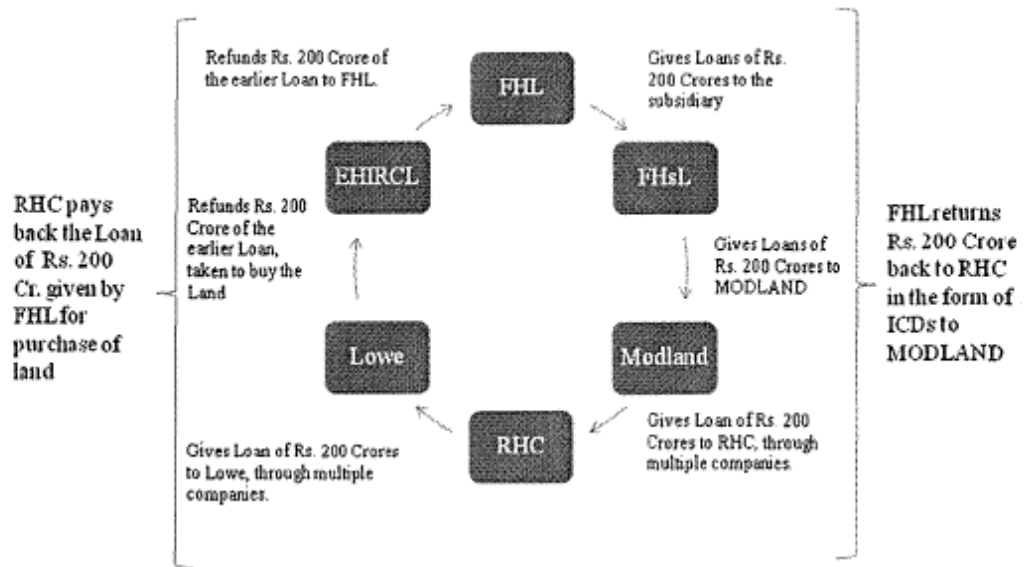 Refunds Rs. 200 Crore of
the earlier Loan to FHL.
FHL
Gives Loans of Rs.
200 Crores to the
subsidiary
EHIRCL
FHsL
RHC pays
back the Loan
of Rs. 200
Cr. given by
FHL for
purchase of
land
Refunds Rs. 200
Crore of the
earlier Loan,
taken to buy the
Land
Gives Loans of
Rs. 200 Crores to
MODLAND
FHL returns
Rs. 200 Crore
back to RHC
in the form of
ICDs to
MODLAND
Lowe
Modland
RHC
Gives Loan of Rs. 200 Crores
to Lowe, through multiple
companies.
Gives Loan of Rs. 200
Crores to RHC, through
multiple companies.